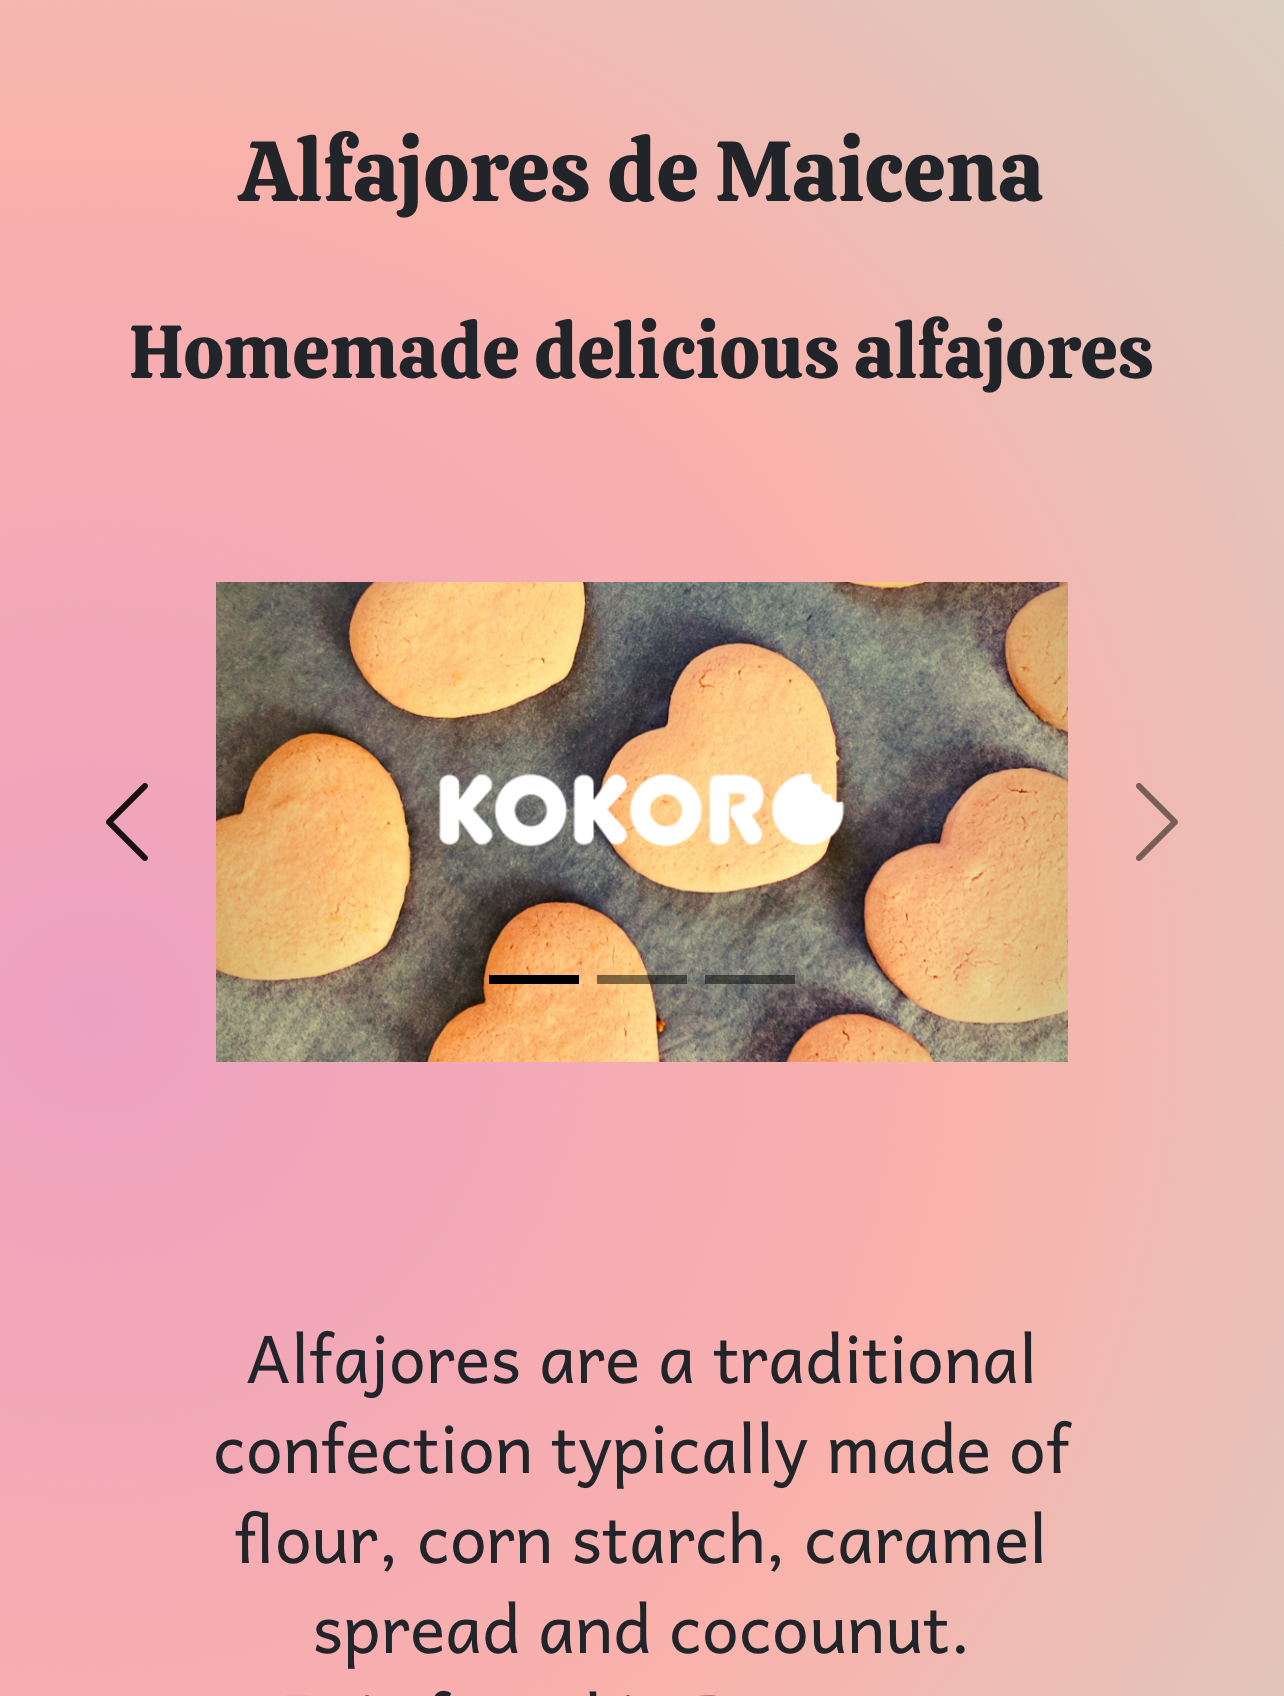 Alfajores de Maicena
Homemade delicious alfajores
KOKORO
Alfajores are a traditional
confection typically made of
flour, corn starch, caramel
spread and cocounut.